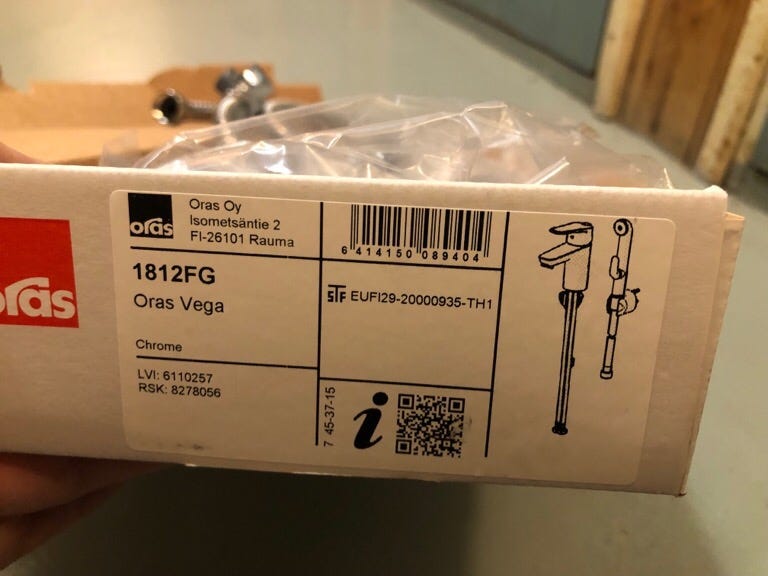 oras
oras
Oras Oy
Isometsäntie 2
FI-26101 Rauma
1812FG
Oras Vega
Chrome
LVI: 6110257
RSK: 8278056
6 414150 089404
STF EUFI29-20000935-TH1
7 45-37-15
i